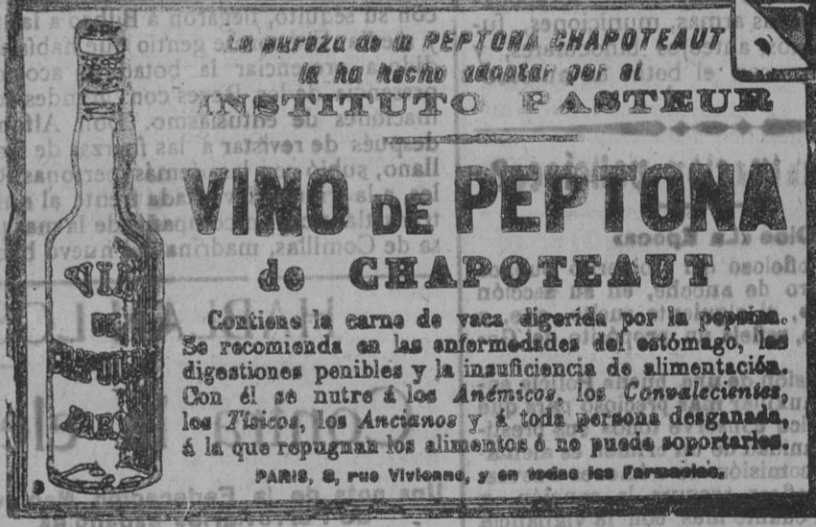 La pureza de la PEPTONA CHAPOTEAUT
la ha hecho adoptar por el
INSTITUTO PASTEUR
VINO DE PEPTONA
de CHAPOTEAUT
Contiene la carne de vaca digerida por la pepsina.
Se recomienda en las enfermedades del estómago, las
digestiones penibles y la insuficiencia de alimentación.
Con él se nutre á los Anémicos, los Convalecientes,
los Tísicos, los Ancianos y á toda persona desganada,
á la que repugnan los alimentos ó no puede soportarlos.
PARIS, 8, rue Vivienne, y en todas las Farmacias.
VIN
DE
PARIS